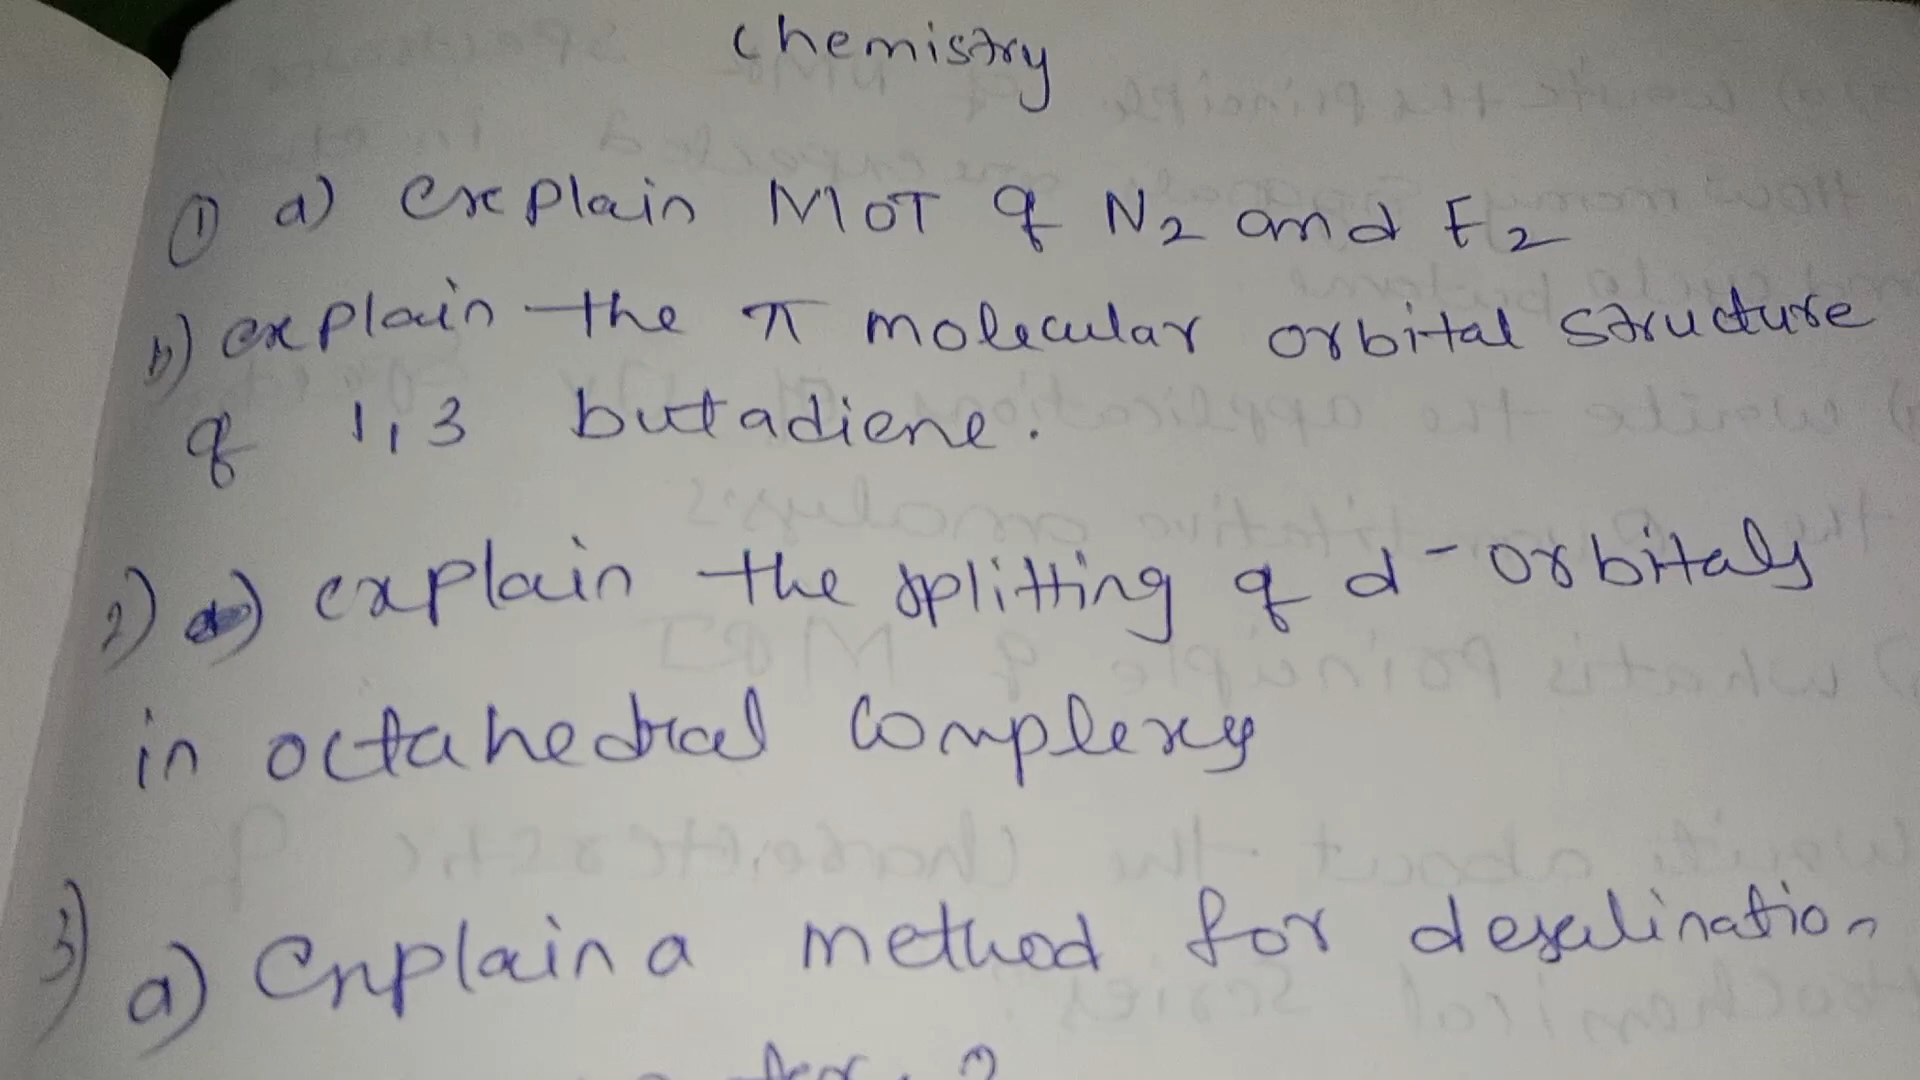 chemistry
① a) explain MOT of N2 and F2
b) explain the π molecular orbital structure
of 1,3 butadiene.
2) a) explain the splitting of d-orbitals
in octahedral complexes
3) a) Explain a method for desalination